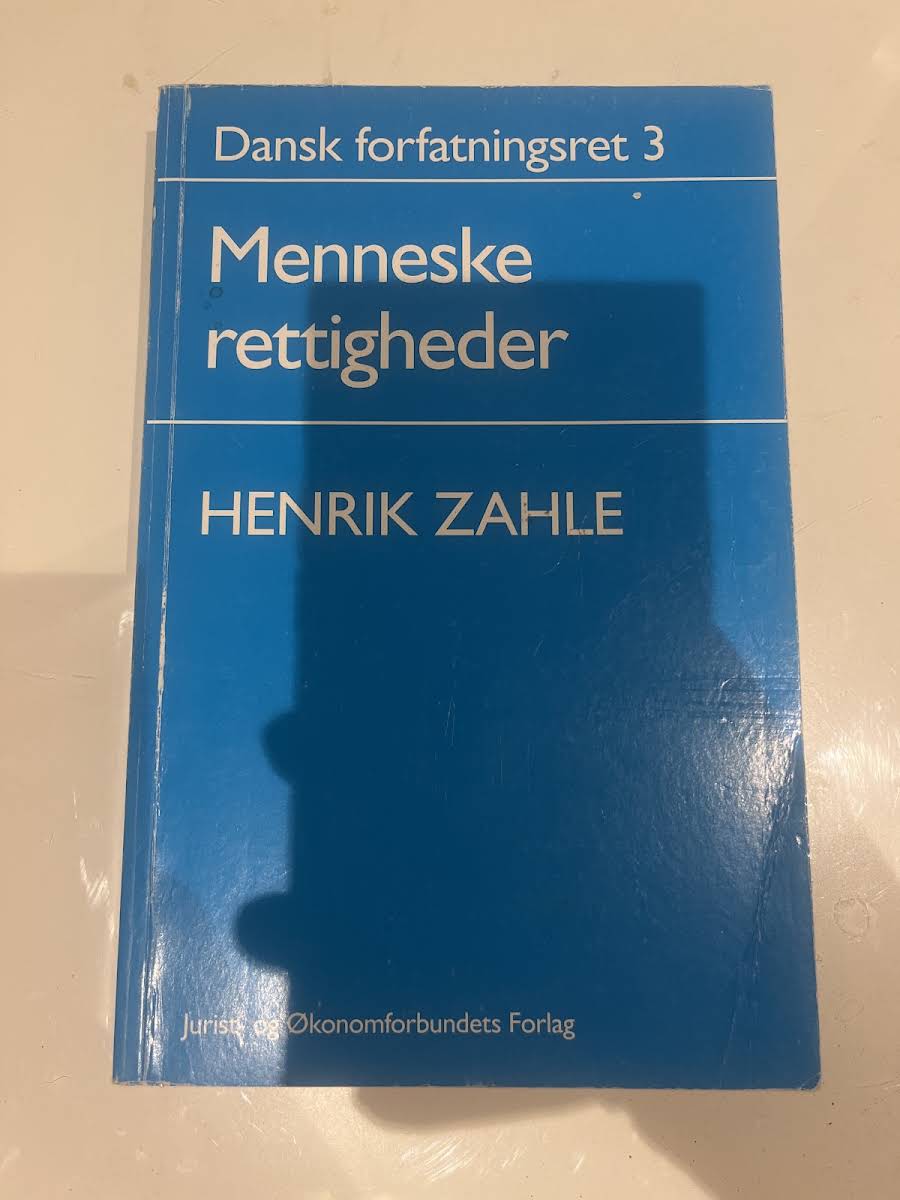 Dansk forfatningsret 3
Menneske
rettigheder
HENRIK ZAHLE
Jurist- og Økonomforbundets Forlag